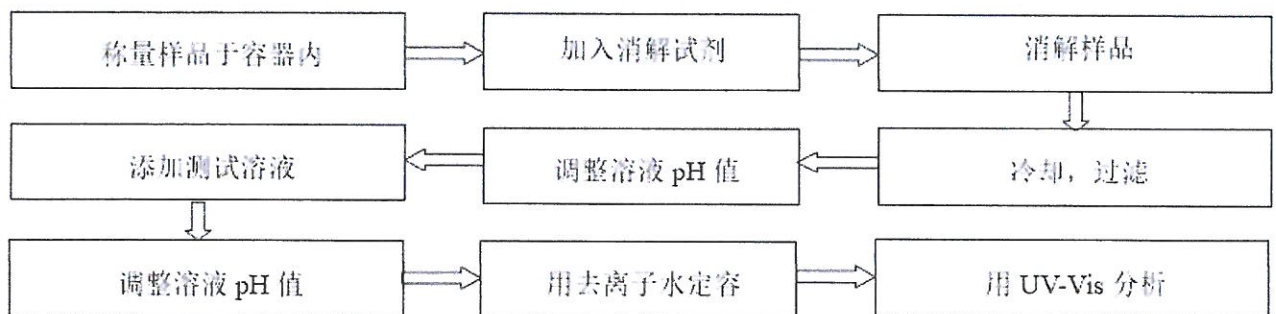 称量样品于容器内
加入消解试剂
消解样品
冷却，过滤
调整溶液 pH 值
添加测试溶液
调整溶液 pH 值
用去离子水定容
用 UV-Vis 分析